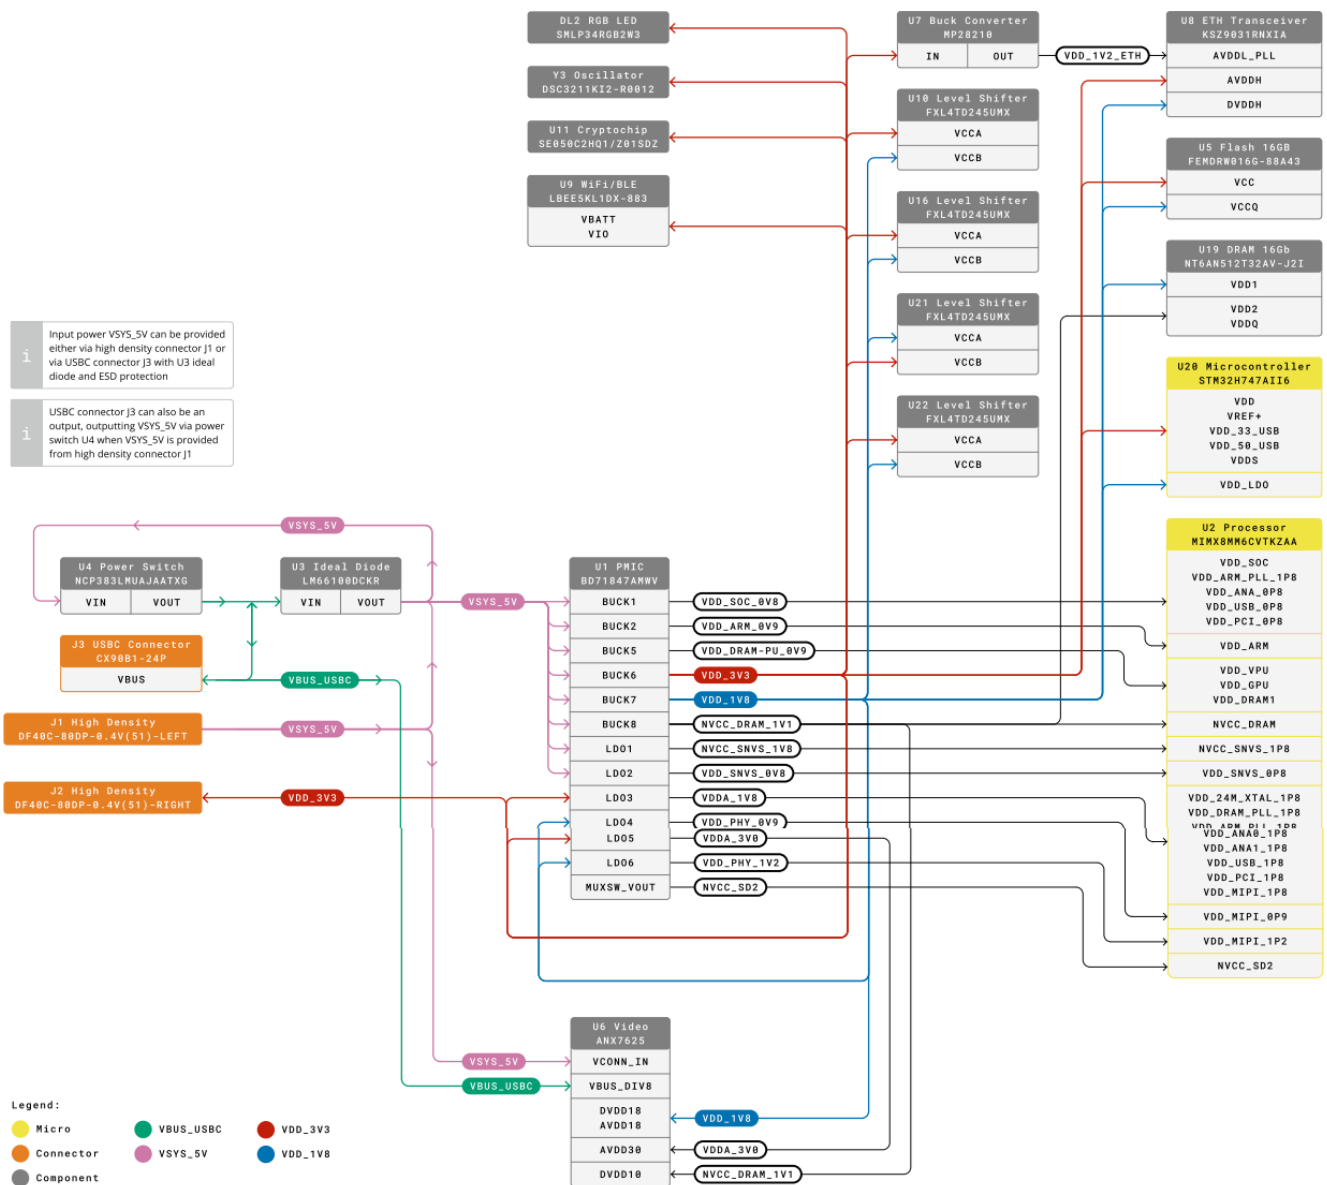 DL2 RGB LED
SMLP34RGB2W3
Y3 Oscillator
DSC3211KI2-R0012
U11 Cryptochip
SE050C2HQ1/Z01SDZ
U9 WiFi/BLE
LBEE5KL1DX-883
VBATT
VIO
U7 Buck Converter
MP28210
IN OUT
VDD_1V2_ETH
U10 Level Shifter
FXL4TD245UMX
VCCA
VCCB
U16 Level Shifter
FXL4TD245UMX
VCCA
VCCB
U21 Level Shifter
FXL4TD245UMX
VCCA
VCCB
U22 Level Shifter
FXL4TD245UMX
VCCA
VCCB
U8 ETH Transceiver
KSZ9031RNXIA
AVDDL_PLL
AVDDH
DVDDH
U5 Flash 16GB
FEMDRW016G-88A43
VCC
VCCQ
U19 DRAM 16Gb
NT6AN512T32AV-J2I
VDD1
VDD2
VDDQ
U20 Microcontroller
STM32H747AII6
VDD
VREF+
VDD_33_USB
VDD_50_USB
VDDS
VDD_LDO
U2 Processor
MIMX8MM6CVTKZAA
VDD_SOC
VDD_ARM_PLL_1P8
VDD_ANA_0P8
VDD_USB_0P8
VDD_PCI_0P8
VDD_ARM
VDD_VPU
VDD_GPU
VDD_DRAM1
NVCC_DRAM
NVCC_SNVS_1P8
VDD_SNVS_0P8
VDD_24M_XTAL_1P8
VDD_DRAM_PLL_1P8
VDD_ARM_PLL_1P8
VDD_ANA0_1P8
VDD_ANA1_1P8
VDD_USB_1P8
VDD_PCI_1P8
VDD_MIPI_1P8
VDD_MIPI_0P9
VDD_MIPI_1P2
NVCC_SD2
i
Input power VSYS_5V can be provided
either via high density connector J1 or
via USBC connector J3 with U3 ideal
diode and ESD protection
i
USBC connector J3 can also be an
output, outputting VSYS_5V via power
switch U4 when VSYS_5V is provided
from high density connector J1
VSYS_5V
U4 Power Switch
NCP383LMUAJAATXG
VIN VOUT
U3 Ideal Diode
LM66100DCKR
VIN VOUT
VSYS_5V
J3 USBC Connector
CX90B1-24P
VBUS
VBUS_USBC
J1 High Density
DF40C-80DP-0.4V(51)-LEFT
VSYS_5V
J2 High Density
DF40C-80DP-0.4V(51)-RIGHT
VDD_3V3
U1 PMIC
BD71847AMWV
BUCK1 VDD_SOC_0V8
BUCK2 VDD_ARM_0V9
BUCK5 VDD_DRAM-PU_0V9
BUCK6 VDD_3V3
BUCK7 VDD_1V8
BUCK8 NVCC_DRAM_1V1
LDO1 NVCC_SNVS_1V8
LDO2 VDD_SNVS_0V8
LDO3 VDDA_1V8
LDO4 VDD_PHY_0V9
LDO5 VDDA_3V0
LDO6 VDD_PHY_1V2
MUXSW_VOUT NVCC_SD2
U6 Video
ANX7625
VSYS_5V VCONN_IN
VBUS_USBC VBUS_DIV8
DVDD18
AVDD18
VDD_1V8
AVDD30 VDDA_3V0
DVDD10 NVCC_DRAM_1V1
Legend:
Micro
Connector
Component
VBUS_USBC
VSYS_5V
VDD_3V3
VDD_1V8